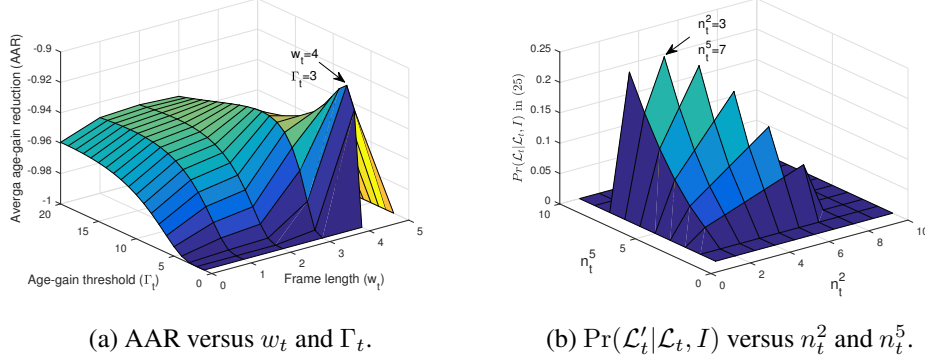 -0.9
-0.92
-0.94
-0.96
-0.98
-1
Averga age-gain reduction (AAR)
w_t=4
Γ_t=3
20
15
10
5
0
Age-gain threshold (Γ_t)
0
1
2
3
4
5
Frame length (w_t)
(a) AAR versus w_t and Γ_t.
0.25
0.2
0.15
0.1
0.05
0
Pr(ℒ_t|ℒ_t, I) in (25)
n_t^2=3
n_t^5=7
10
5
0
n_t^5
0
2
4
6
8
10
n_t^2
(b) Pr(ℒ′_t|ℒ_t, I) versus n_t^2 and n_t^5.